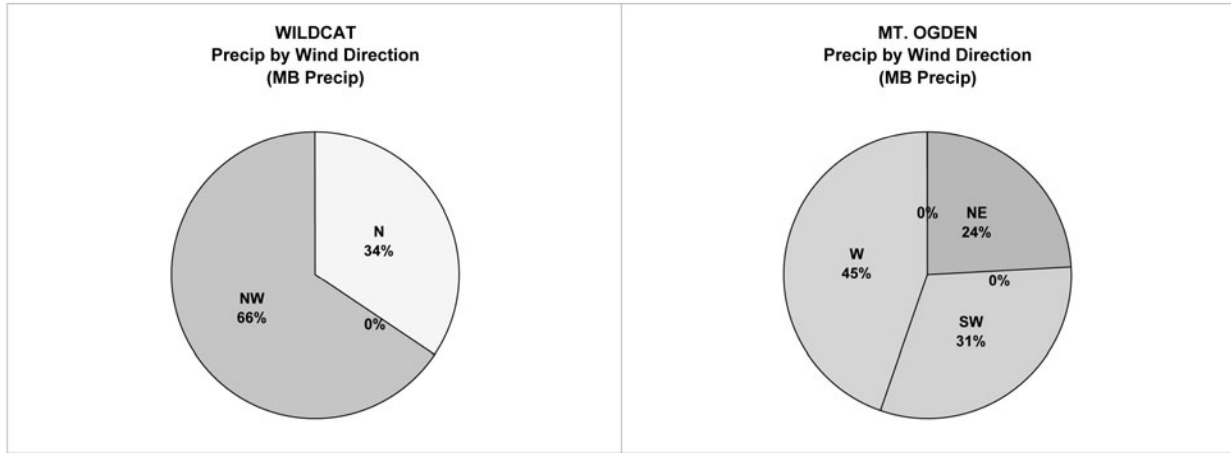 WILDCAT
Precip by Wind Direction
(MB Precip)
N
34%
NW
66%
0%
MT. OGDEN
Precip by Wind Direction
(MB Precip)
0%
NE
24%
W
45%
0%
SW
31%